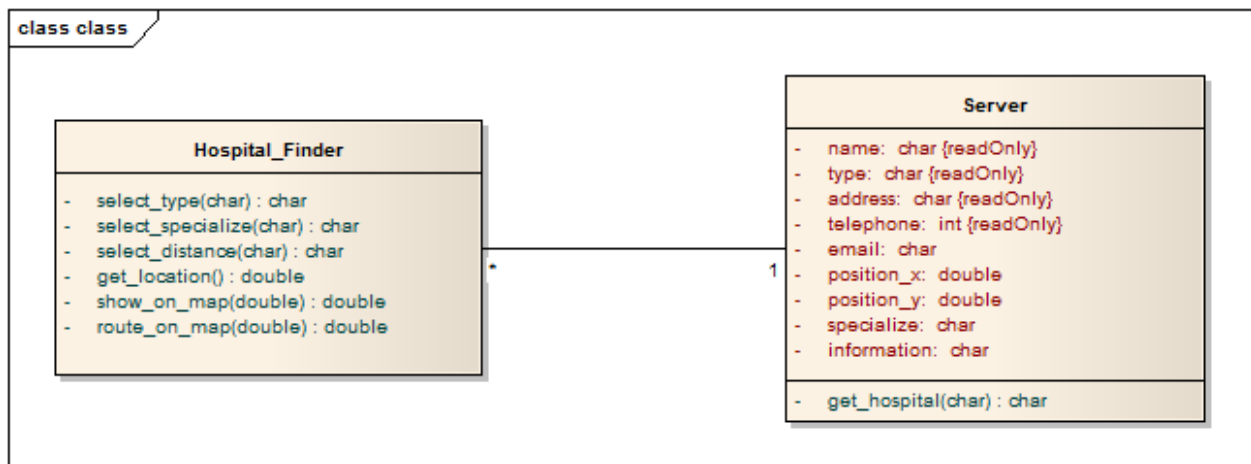 class class
Hospital_Finder
- select_type(char) : char
- select_specialize(char) : char
- select_distance(char) : char
- get_location() : double
- show_on_map(double) : double
- route_on_map(double) : double
* 1
Server
- name: char {readOnly}
- type: char {readOnly}
- address: char {readOnly}
- telephone: int {readOnly}
- email: char
- position_x: double
- position_y: double
- specialize: char
- information: char
- get_hospital(char) : char